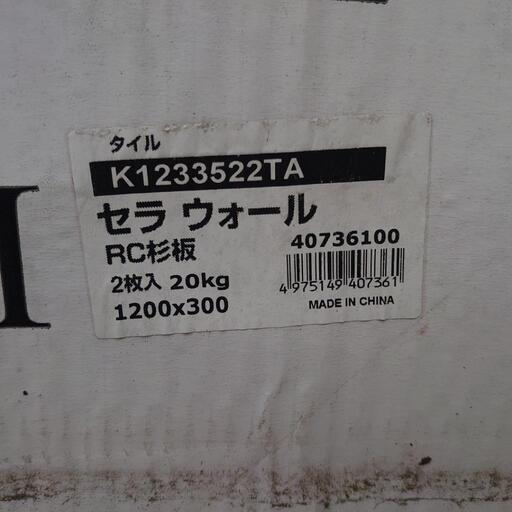 タイル
K1233522TA
セラ ウォール
RC杉板
40736100
2枚入 20kg
4 975149 407361
1200x300
MADE IN CHINA